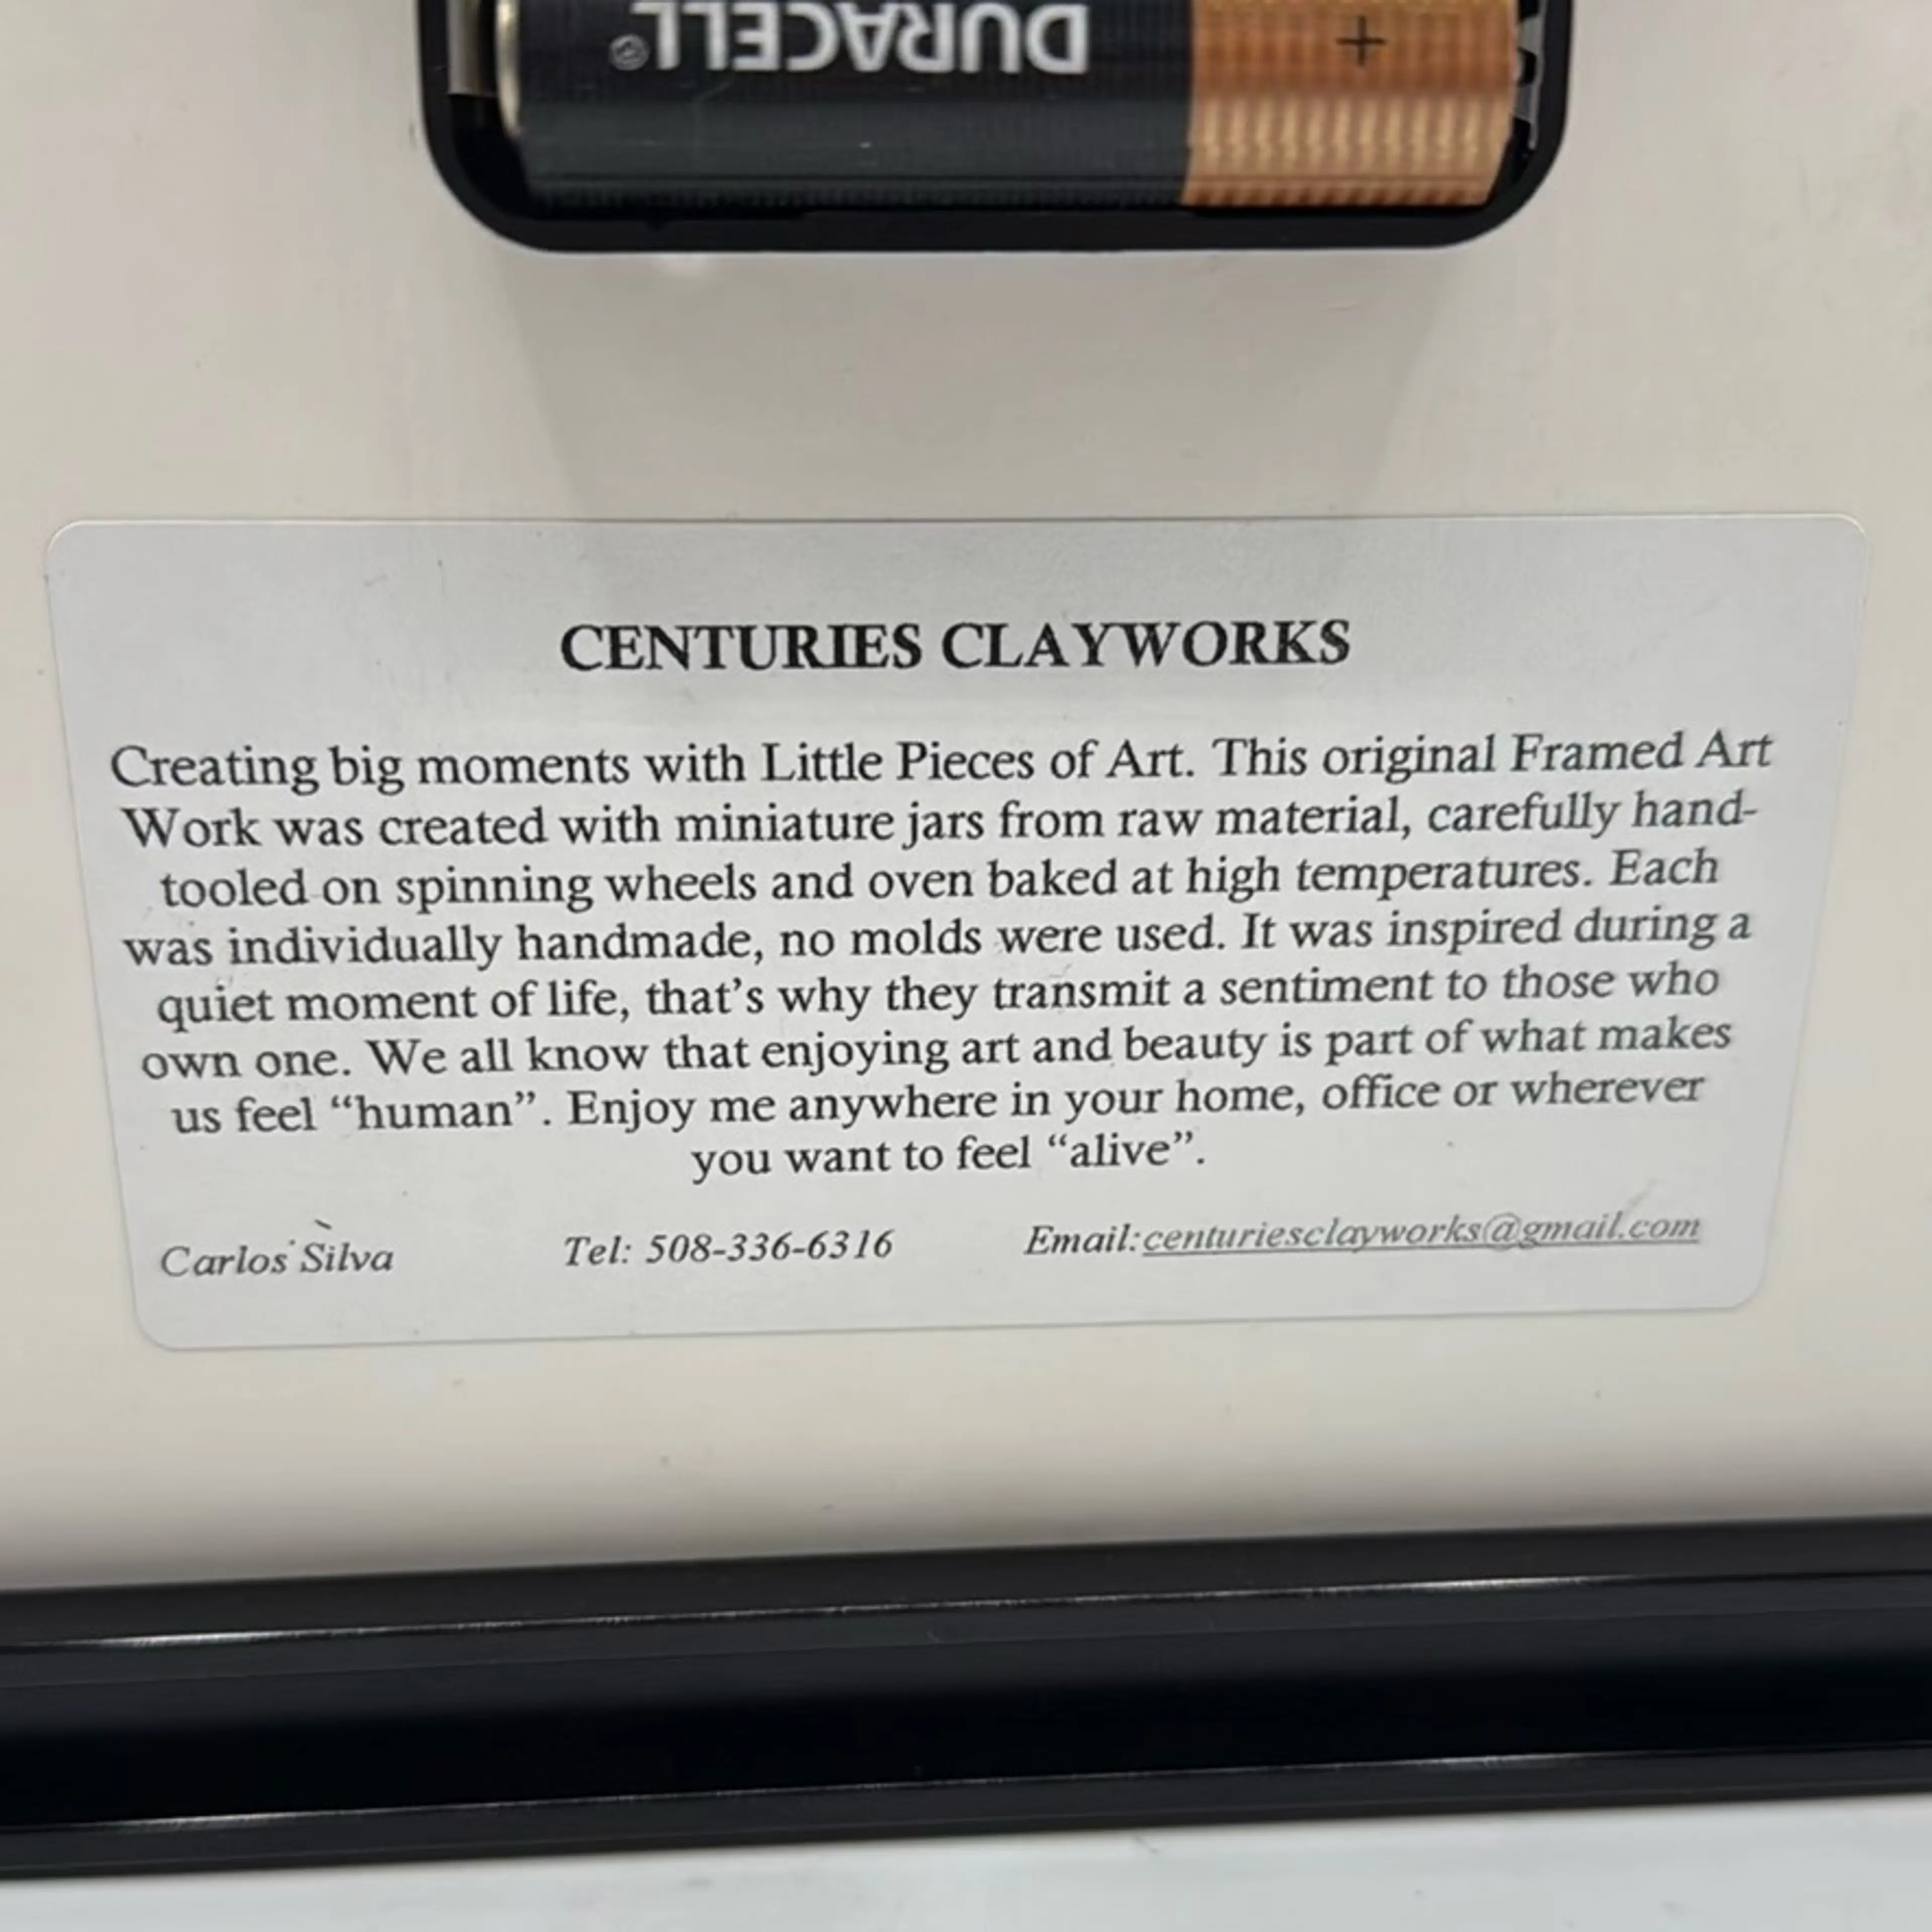 DURACELL®
+
CENTURIES CLAYWORKS
Creating big moments with Little Pieces of Art. This original Framed Art
Work was created with miniature jars from raw material, carefully hand-
tooled on spinning wheels and oven baked at high temperatures. Each
was individually handmade, no molds were used. It was inspired during a
quiet moment of life, that's why they transmit a sentiment to those who
own one. We all know that enjoying art and beauty is part of what makes
us feel “human”. Enjoy me anywhere in your home, office or wherever
you want to feel “alive”.
Carlos Silva Tel: 508-336-6316 Email:centuriesclayworks@gmail.com